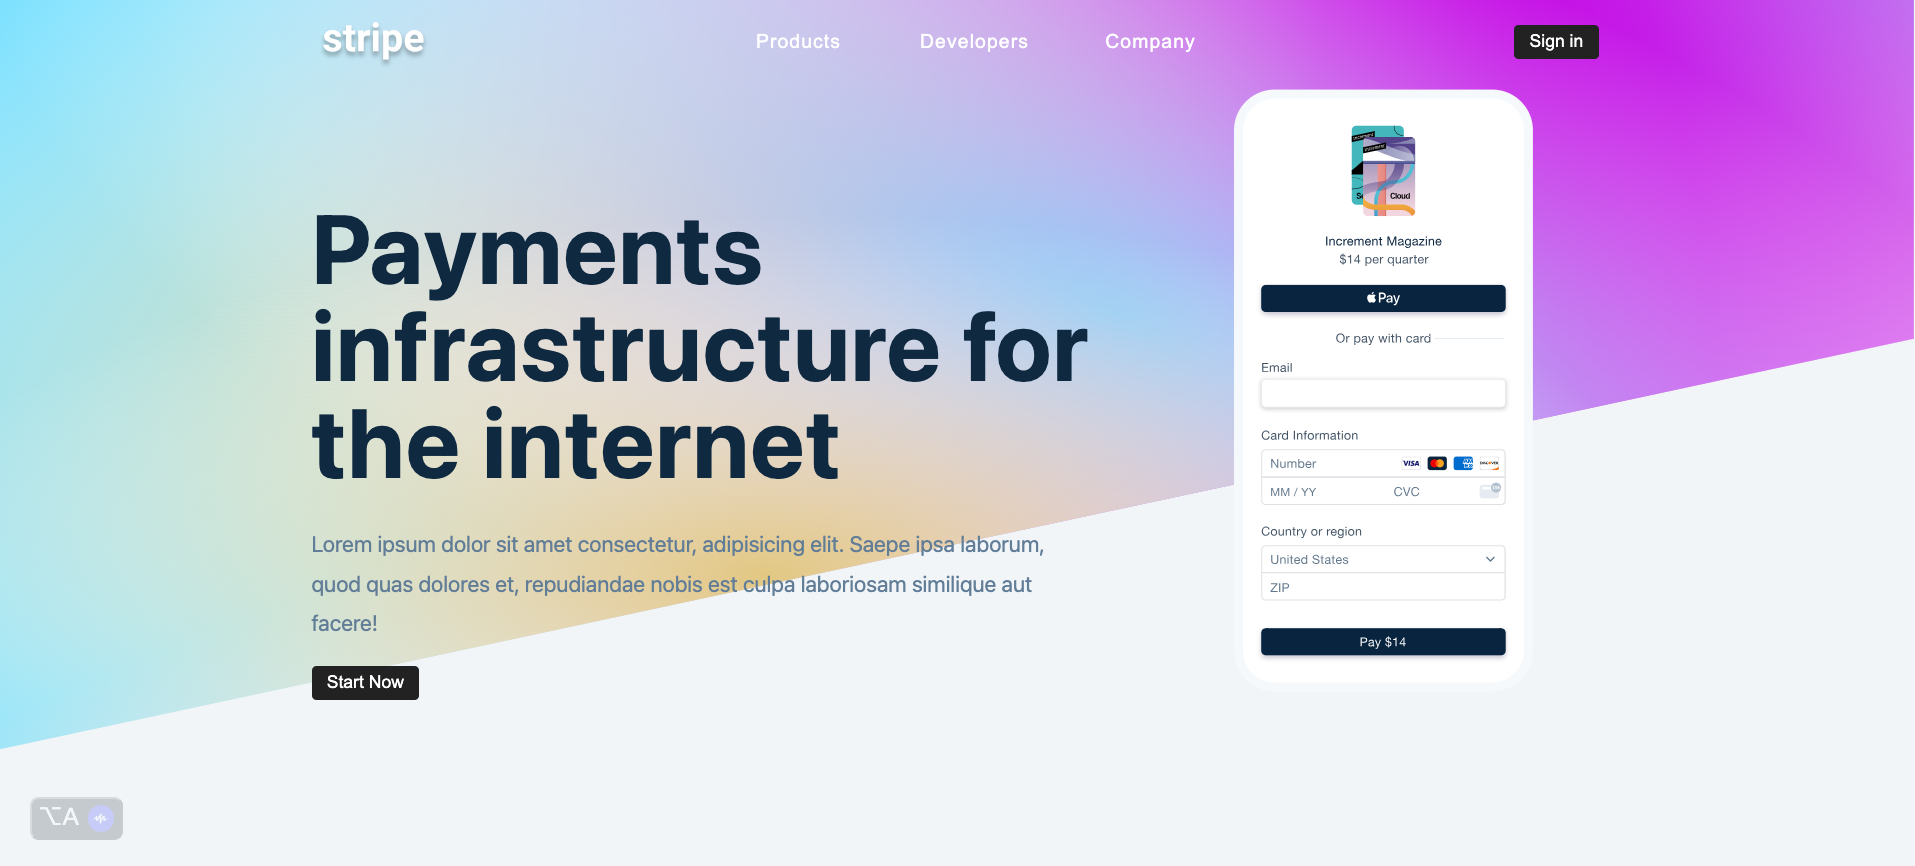 stripe
Products
Developers
Company
Sign in
Payments
infrastructure for
the internet
Lorem ipsum dolor sit amet consectetur, adipisicing elit. Saepe ipsa laborum,
quod quas dolores et, repudiandae nobis est culpa laboriosam similique aut
facere!
Start Now
INCREMENT
INCREMENT
Cloud
Increment Magazine
$14 per quarter
Pay
Or pay with card
Email
Card Information
Number
VISA
DISCOVER
MM / YY
CVC
Country or region
United States
ZIP
Pay $14
⌥A